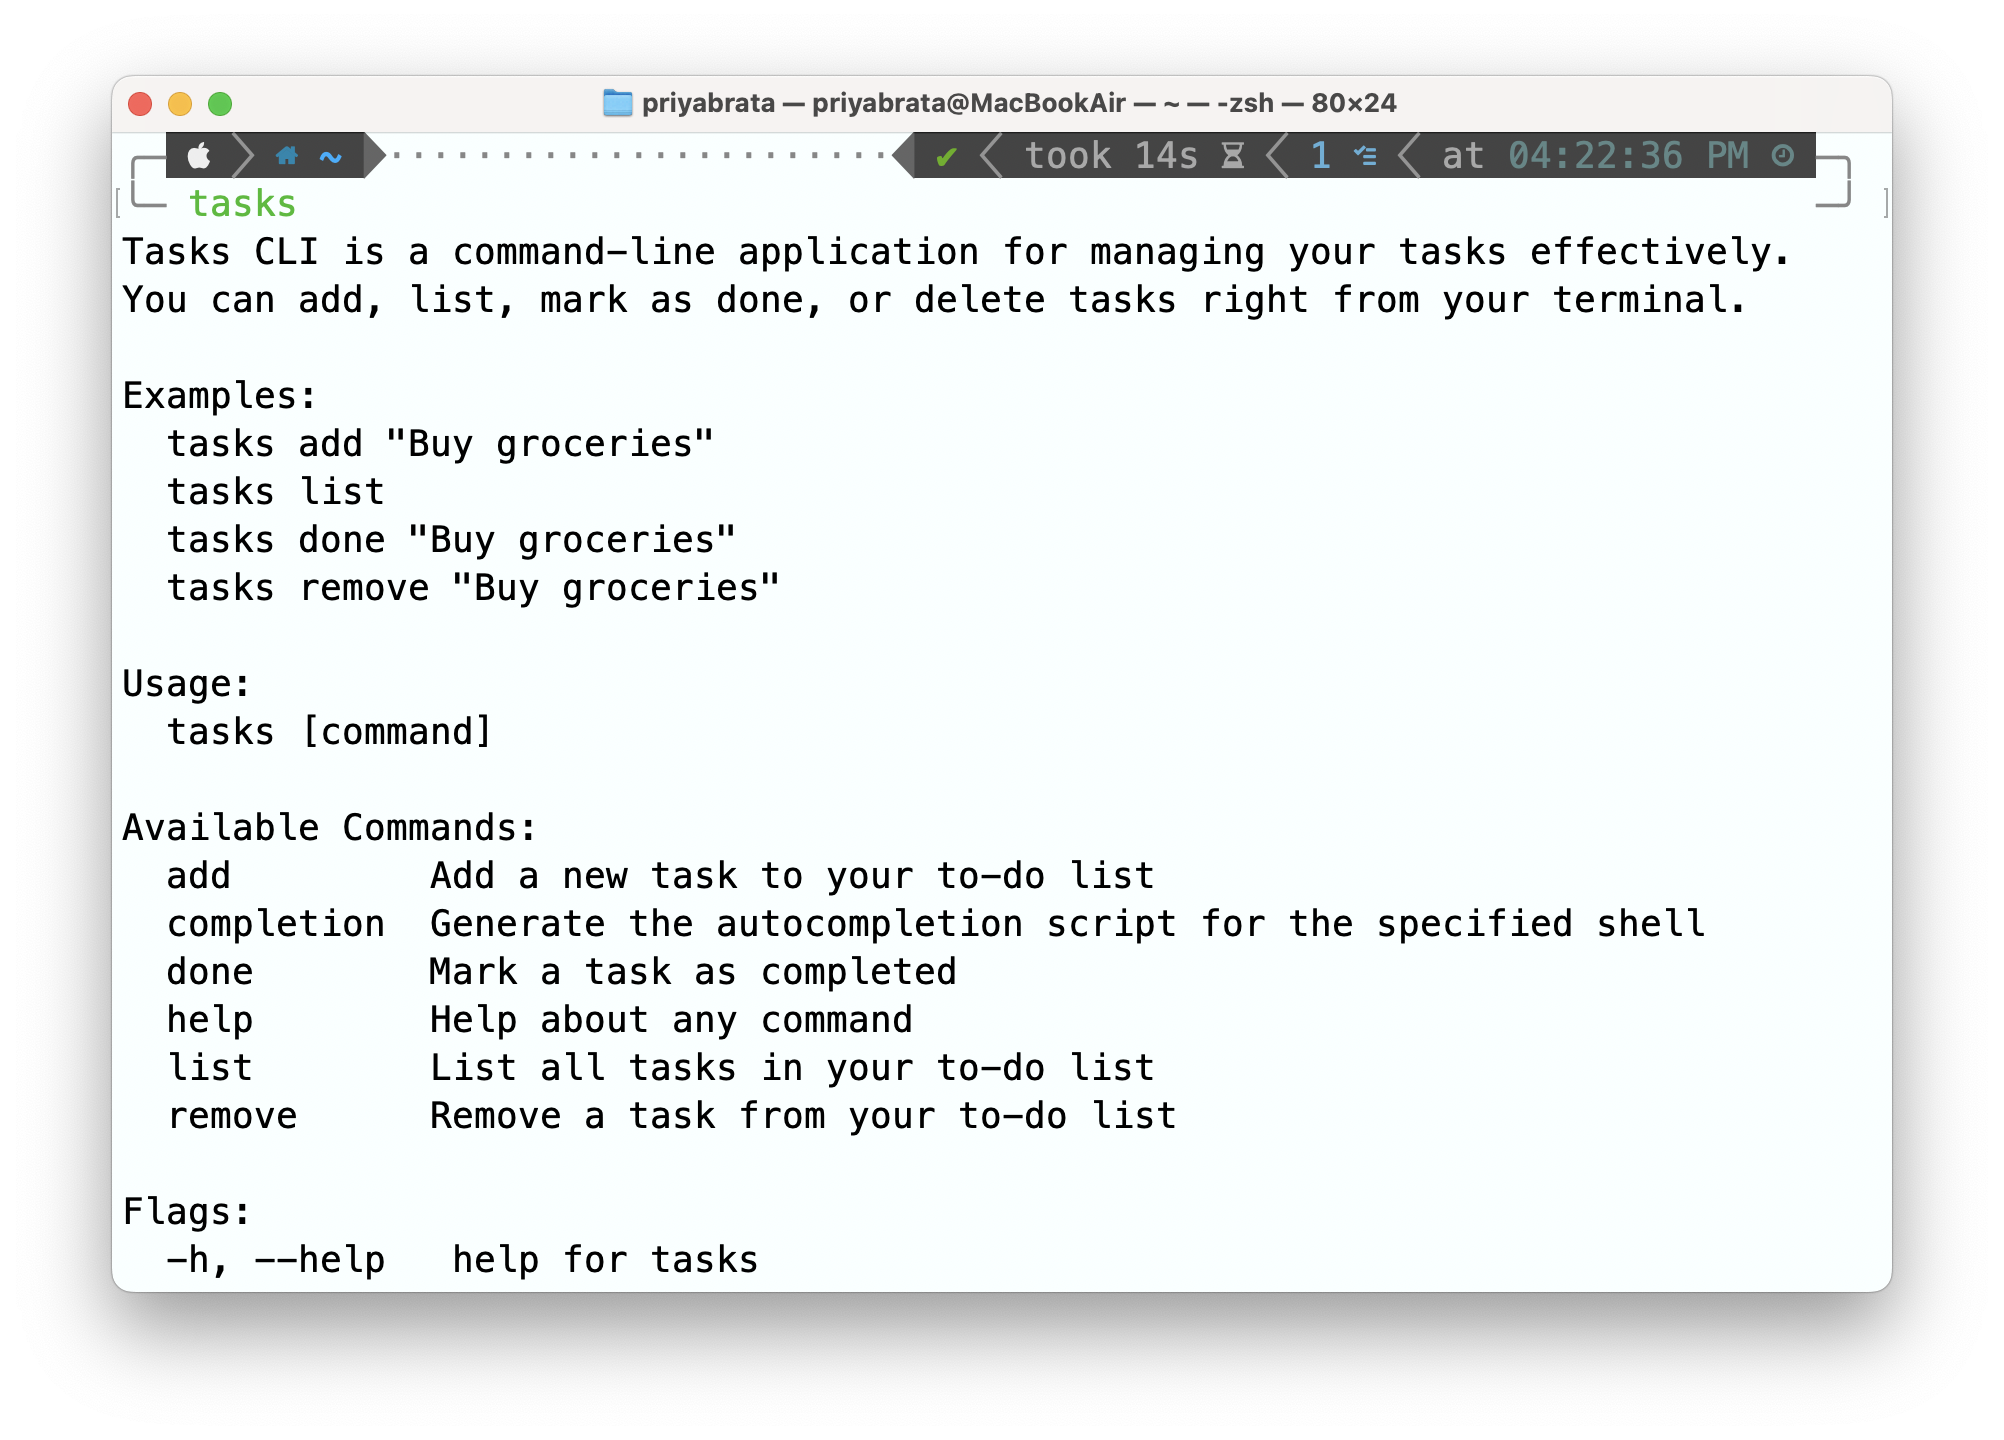 priyabrata — priyabrata@MacBookAir — ~ — -zsh — 80×24
~ ✔ took 14s 1 at 04:22:36 PM
tasks
Tasks CLI is a command-line application for managing your tasks effectively.
You can add, list, mark as done, or delete tasks right from your terminal.
Examples:
tasks add "Buy groceries"
tasks list
tasks done "Buy groceries"
tasks remove "Buy groceries"
Usage:
tasks [command]
Available Commands:
add Add a new task to your to-do list
completion Generate the autocompletion script for the specified shell
done Mark a task as completed
help Help about any command
list List all tasks in your to-do list
remove Remove a task from your to-do list
Flags:
-h, --help help for tasks